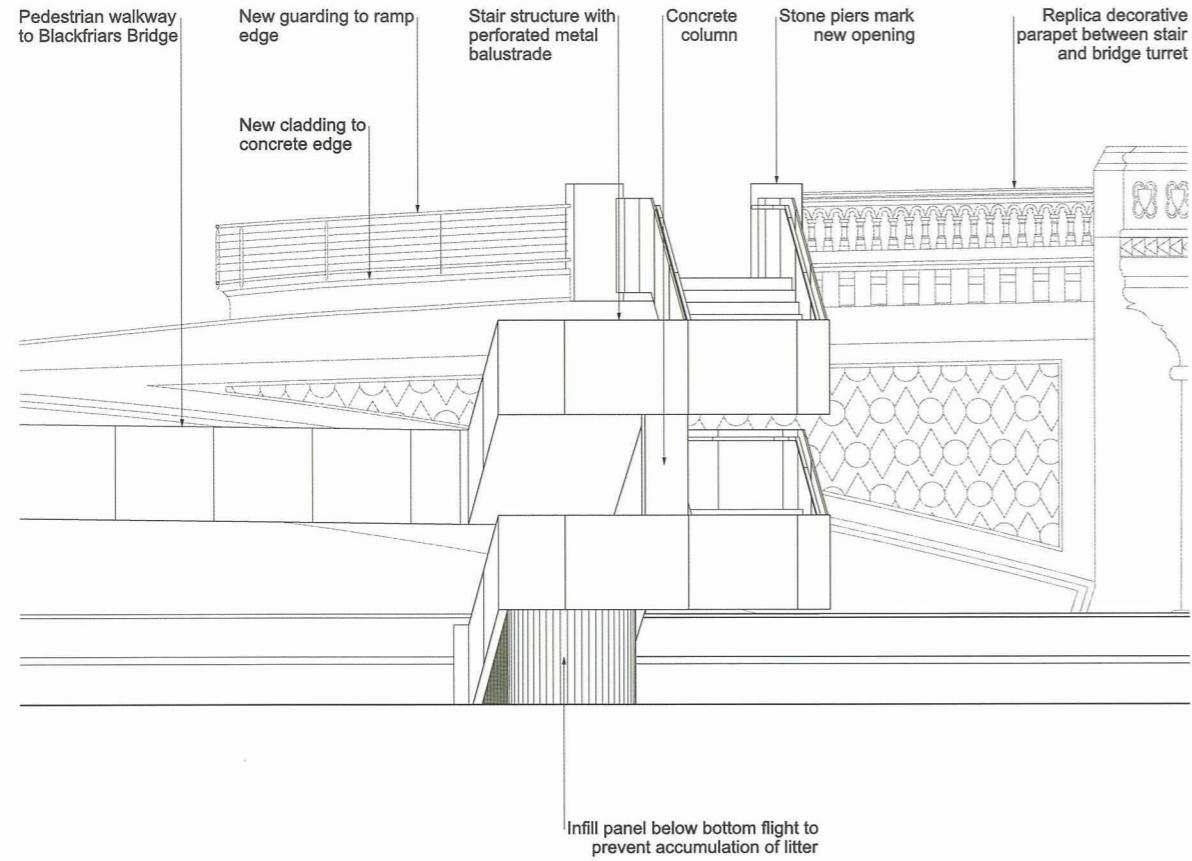 Pedestrian walkway
to Blackfriars Bridge
New guarding to ramp
edge
Stair structure with
perforated metal
balustrade
Concrete
column
Stone piers mark
new opening
Replica decorative
parapet between stair
and bridge turret
New cladding to
concrete edge
Infill panel below bottom flight to
prevent accumulation of litter